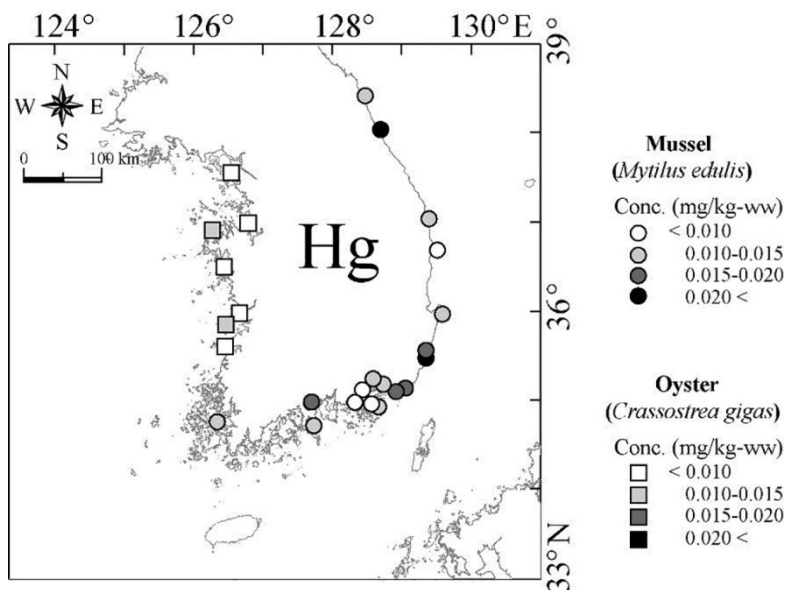 124° 126° 128° 130°E
39°
N
W E
S
0 100 km
Hg
36°
33°N
Mussel
(Mytilus edulis)
Conc. (mg/kg-ww)
< 0.010
0.010-0.015
0.015-0.020
0.020 <
Oyster
(Crassostrea gigas)
Conc. (mg/kg-ww)
< 0.010
0.010-0.015
0.015-0.020
0.020 <